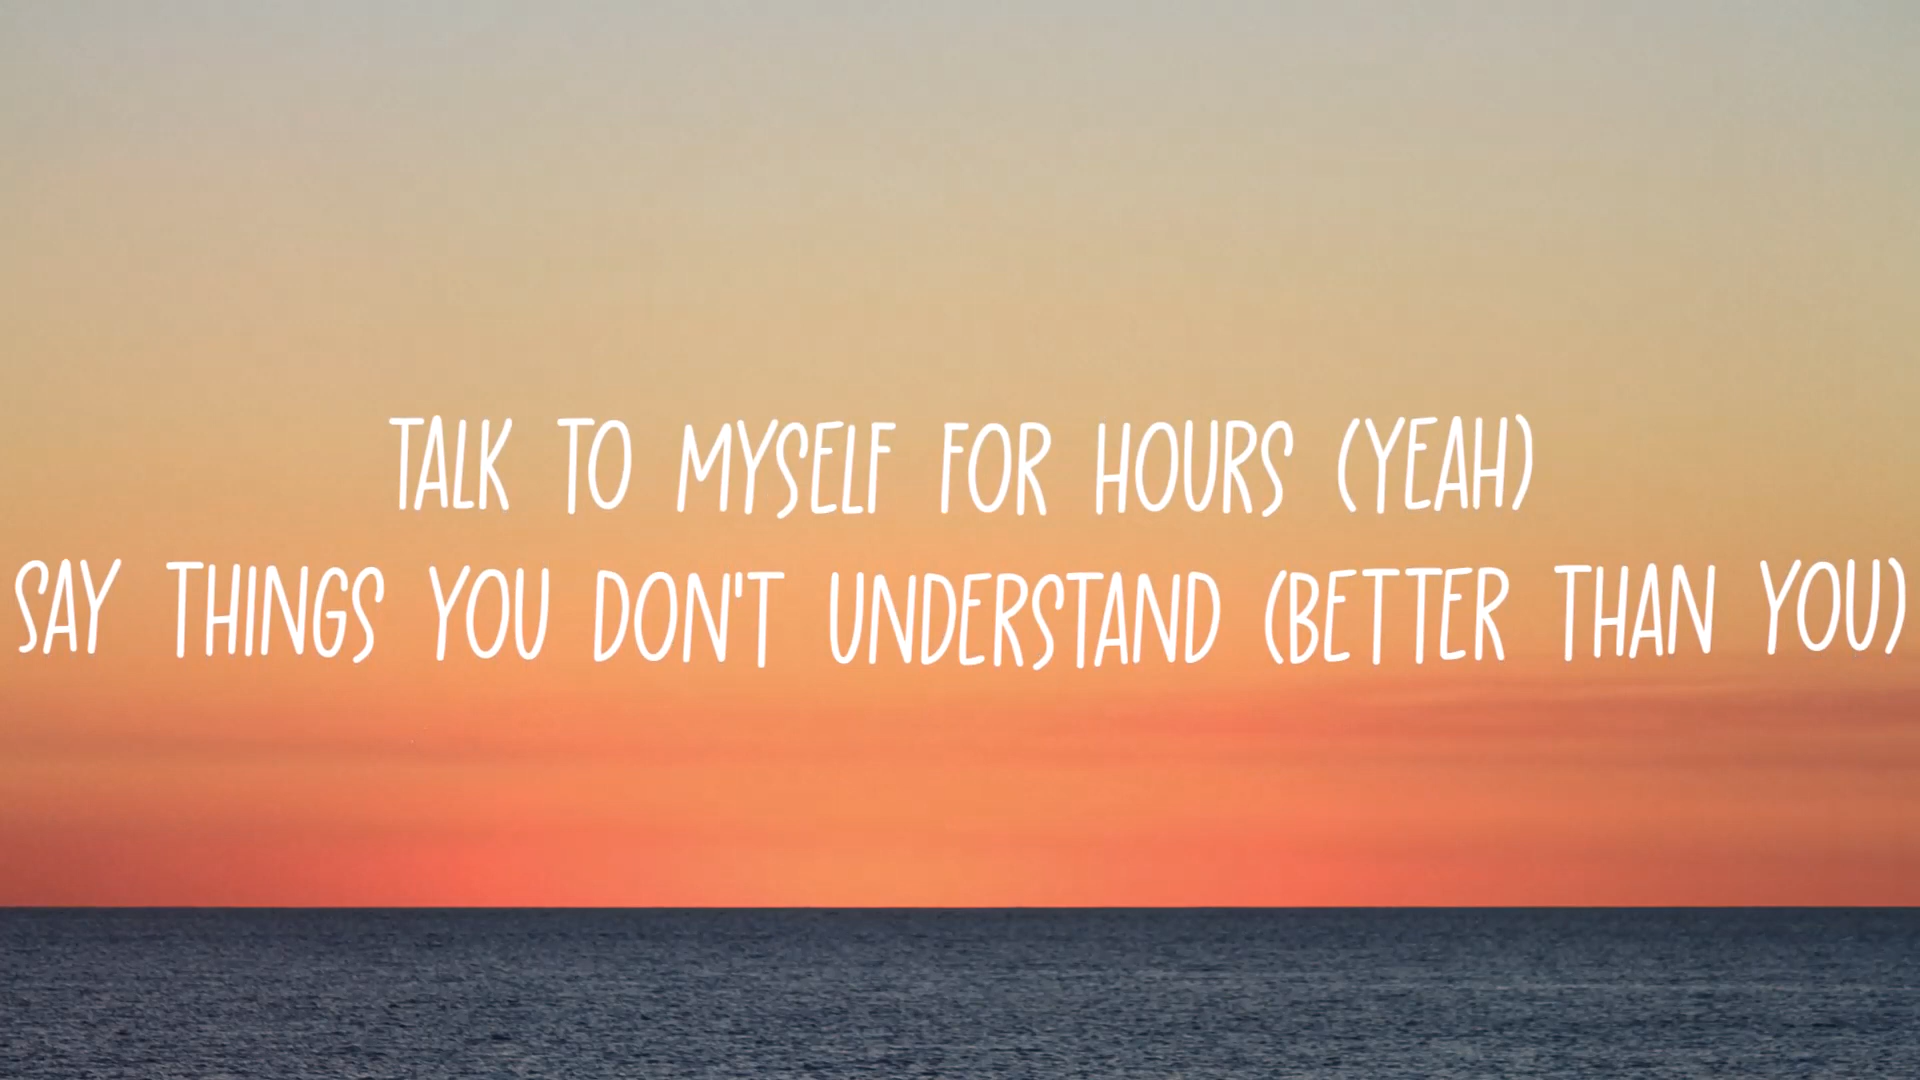 TALK TO MYSELF FOR HOURS (YEAH)
SAY THINGS YOU DON'T UNDERSTAND (BETTER THAN YOU)